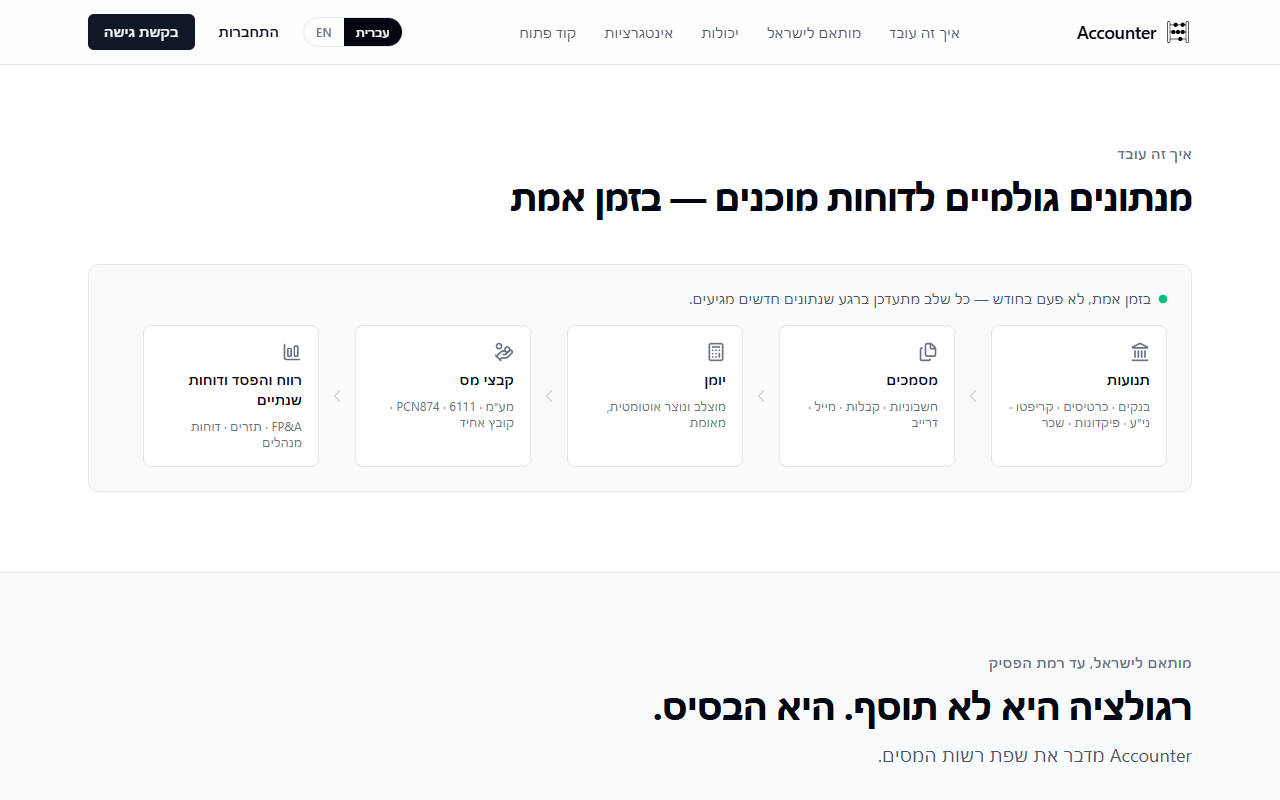 Accounter
איך זה עובד
מותאם לישראל
יכולות
אינטגרציות
קוד פתוח
עברית
EN
התחברות
בקשת גישה
איך זה עובד
מנתונים גולמיים לדוחות מוכנים — בזמן אמת
בזמן אמת, לא פעם בחודש — כל שלב מתעדכן ברגע שנתונים חדשים מגיעים.
תנועות
בנקים · כרטיסים · קריפטו ·
ני״ע · פיקדונות · שכר
מסמכים
חשבוניות · קבלות · מייל ·
דרייב
יומן
מוצלב ונוצר אוטומטית,
מאומת
קבצי מס
מע״מ · 6111 · PCN874 ·
קובץ אחיד
רווח והפסד ודוחות
שנתיים
FP&A · תזרים · דוחות
מנהלים
מותאם לישראל, עד רמת הפסיק
רגולציה היא לא תוסף. היא הבסיס.
Accounter מדבר את שפת רשות המסים.